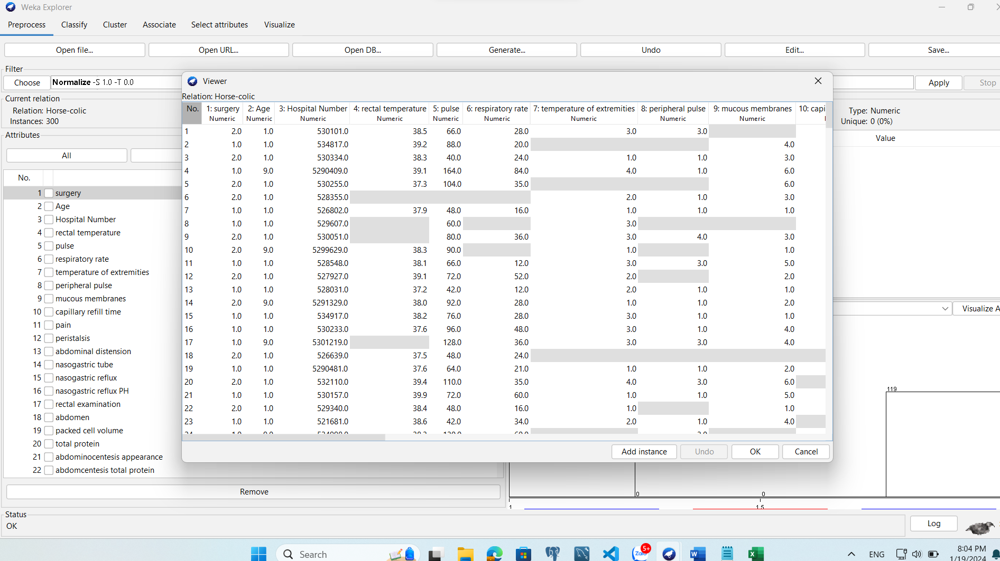 Weka Explorer
Preprocess Classify Cluster Associate Select attributes Visualize
Open file... Open URL... Open DB... Generate... Undo Edit... Save...
Filter
Choose Normalize -S 1.0 -T 0.0 Apply Stop
Current relation
Relation: Horse-colic
Instances: 300
Type: Numeric
Unique: 0 (0%)
Attributes
All
Value
No.
1 surgery
2 Age
3 Hospital Number
4 rectal temperature
5 pulse
6 respiratory rate
7 temperature of extremities
8 peripheral pulse
9 mucous membranes
10 capillary refill time
11 pain
12 peristalsis
13 abdominal distension
14 nasogastric tube
15 nasogastric reflux
16 nasogastric reflux PH
17 rectal examination
18 abdomen
19 packed cell volume
20 total protein
21 abdominocentesis appearance
22 abdomcentesis total protein
Remove
Viewer
Relation: Horse-colic
No. 1: surgery 2: Age 3: Hospital Number 4: rectal temperature 5: pulse 6: respiratory rate 7: temperature of extremities 8: peripheral pulse 9: mucous membranes 10: capi
Numeric Numeric Numeric Numeric Numeric Numeric Numeric Numeric Numeric
1 2.0 1.0 530101.0 38.5 66.0 28.0 3.0 3.0
2 1.0 1.0 534817.0 39.2 88.0 20.0 4.0
3 2.0 1.0 530334.0 38.3 40.0 24.0 1.0 1.0 3.0
4 1.0 9.0 5290409.0 39.1 164.0 84.0 4.0 1.0 6.0
5 2.0 1.0 530255.0 37.3 104.0 35.0 6.0
6 2.0 1.0 528355.0 2.0 1.0 3.0
7 1.0 1.0 526802.0 37.9 48.0 16.0 1.0 1.0 1.0
8 1.0 1.0 529607.0 60.0 3.0
9 2.0 1.0 530051.0 80.0 36.0 3.0 4.0 3.0
10 2.0 9.0 5299629.0 38.3 90.0 1.0 1.0
11 1.0 1.0 528548.0 38.1 66.0 12.0 3.0 3.0 5.0
12 2.0 1.0 527927.0 39.1 72.0 52.0 2.0 2.0
13 1.0 1.0 528031.0 37.2 42.0 12.0 2.0 1.0 1.0
14 2.0 9.0 5291329.0 38.0 92.0 28.0 1.0 1.0 2.0
15 1.0 1.0 534917.0 38.2 76.0 28.0 3.0 1.0 1.0
16 1.0 1.0 530233.0 37.6 96.0 48.0 3.0 1.0 4.0
17 1.0 9.0 5301219.0 128.0 36.0 3.0 3.0 4.0
18 2.0 1.0 526639.0 37.5 48.0 24.0
19 1.0 1.0 5290481.0 37.6 64.0 21.0 1.0 1.0 2.0
20 2.0 1.0 532110.0 39.4 110.0 35.0 4.0 3.0 6.0
21 1.0 1.0 530157.0 39.9 72.0 60.0 1.0 1.0 5.0
22 2.0 1.0 529340.0 38.4 48.0 16.0 1.0 1.0
23 1.0 1.0 521681.0 38.6 42.0 34.0 2.0 1.0 4.0
Add instance Undo OK Cancel
Visualize A
119
0 0
1 1.5
Status
OK
Log
Search
Zalo 5+
ENG
8:04 PM
1/19/2024